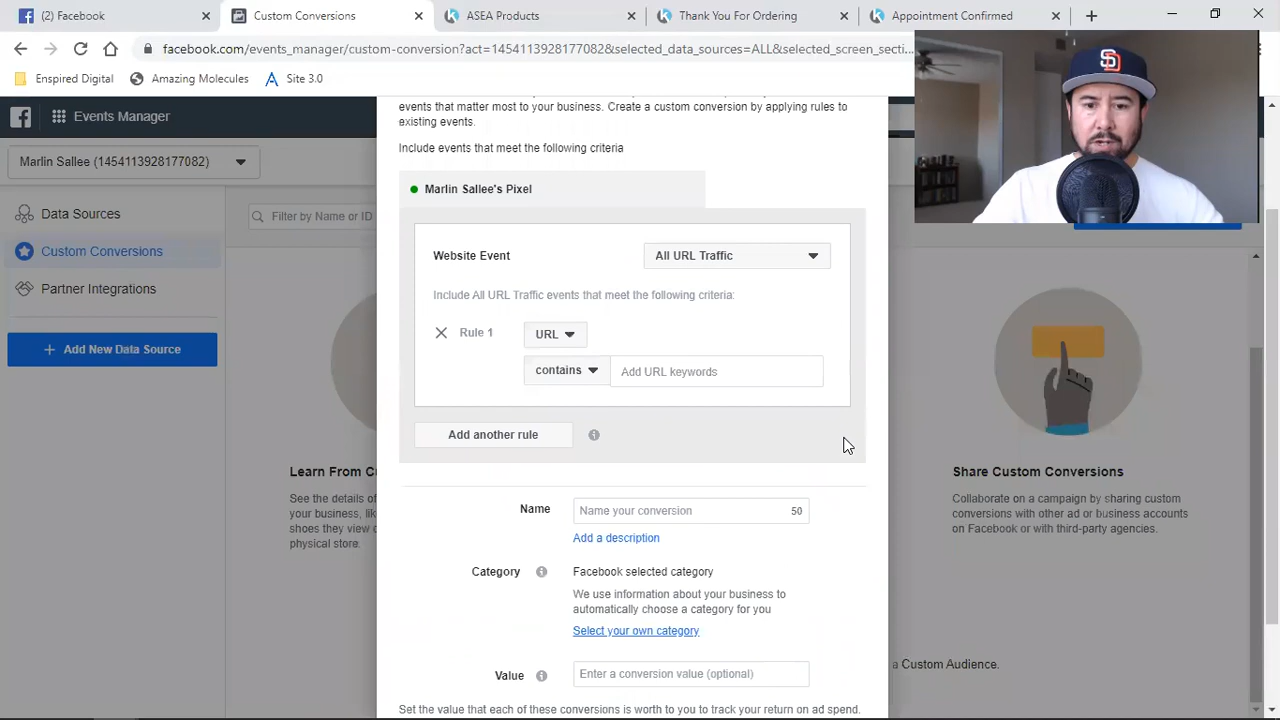 (2) Facebook
Custom Conversions
ASEA Products
Thank You For Ordering
Appointment Confirmed
facebook.com/events_manager/custom-conversion?act=1454113928177082&selected_data_sources=ALL&selected_screen_secti...
Enspired Digital
Amazing Molecules
Site 3.0
Events Manager
Marlin Sallee (1454113928177082)
Data Sources
Custom Conversions
Partner Integrations
+ Add New Data Source
Filter by Name or ID
events that matter most to your business. Create a custom conversion by applying rules to
existing events.
Include events that meet the following criteria
Marlin Sallee's Pixel
Website Event
All URL Traffic
Include All URL Traffic events that meet the following criteria:
Rule 1
URL
contains
Add URL keywords
Add another rule
Name
Name your conversion
50
Add a description
Category
Facebook selected category
We use information about your business to
automatically choose a category for you
Select your own category
Value
Enter a conversion value (optional)
Set the value that each of these conversions is worth to you to track your return on ad spend.
Learn From
See the details of
your business, lik
shoes they view
physical store.
Share Custom Conversions
Collaborate on a campaign by sharing custom
conversions with other ad or business accounts
on Facebook or with third-party agencies.
a Custom Audience.
SD